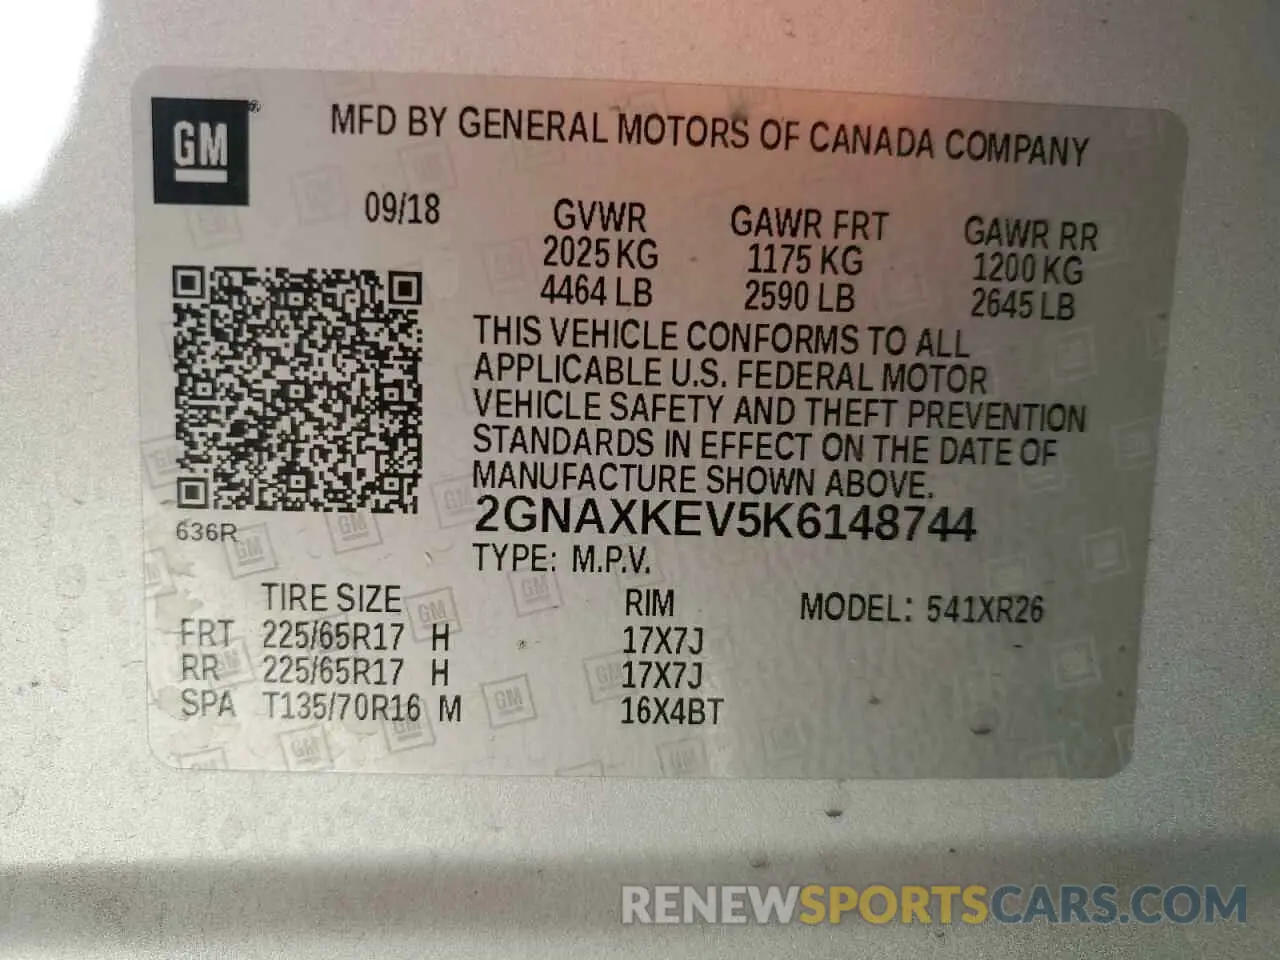 GM ® MFD BY GENERAL MOTORS OF CANADA COMPANY
09/18 GVWR GAWR FRT GAWR RR
2025 KG 1175 KG 1200 KG
4464 LB 2590 LB 2645 LB
THIS VEHICLE CONFORMS TO ALL
APPLICABLE U.S. FEDERAL MOTOR
VEHICLE SAFETY AND THEFT PREVENTION
STANDARDS IN EFFECT ON THE DATE OF
MANUFACTURE SHOWN ABOVE.
636R 2GNAXKEV5K6148744
TYPE: M.P.V.
TIRE SIZE RIM MODEL: 541XR26
FRT 225/65R17 H 17X7J
RR 225/65R17 H 17X7J
SPA T135/70R16 M 16X4BT
RENEWSPORTSCARS.COM